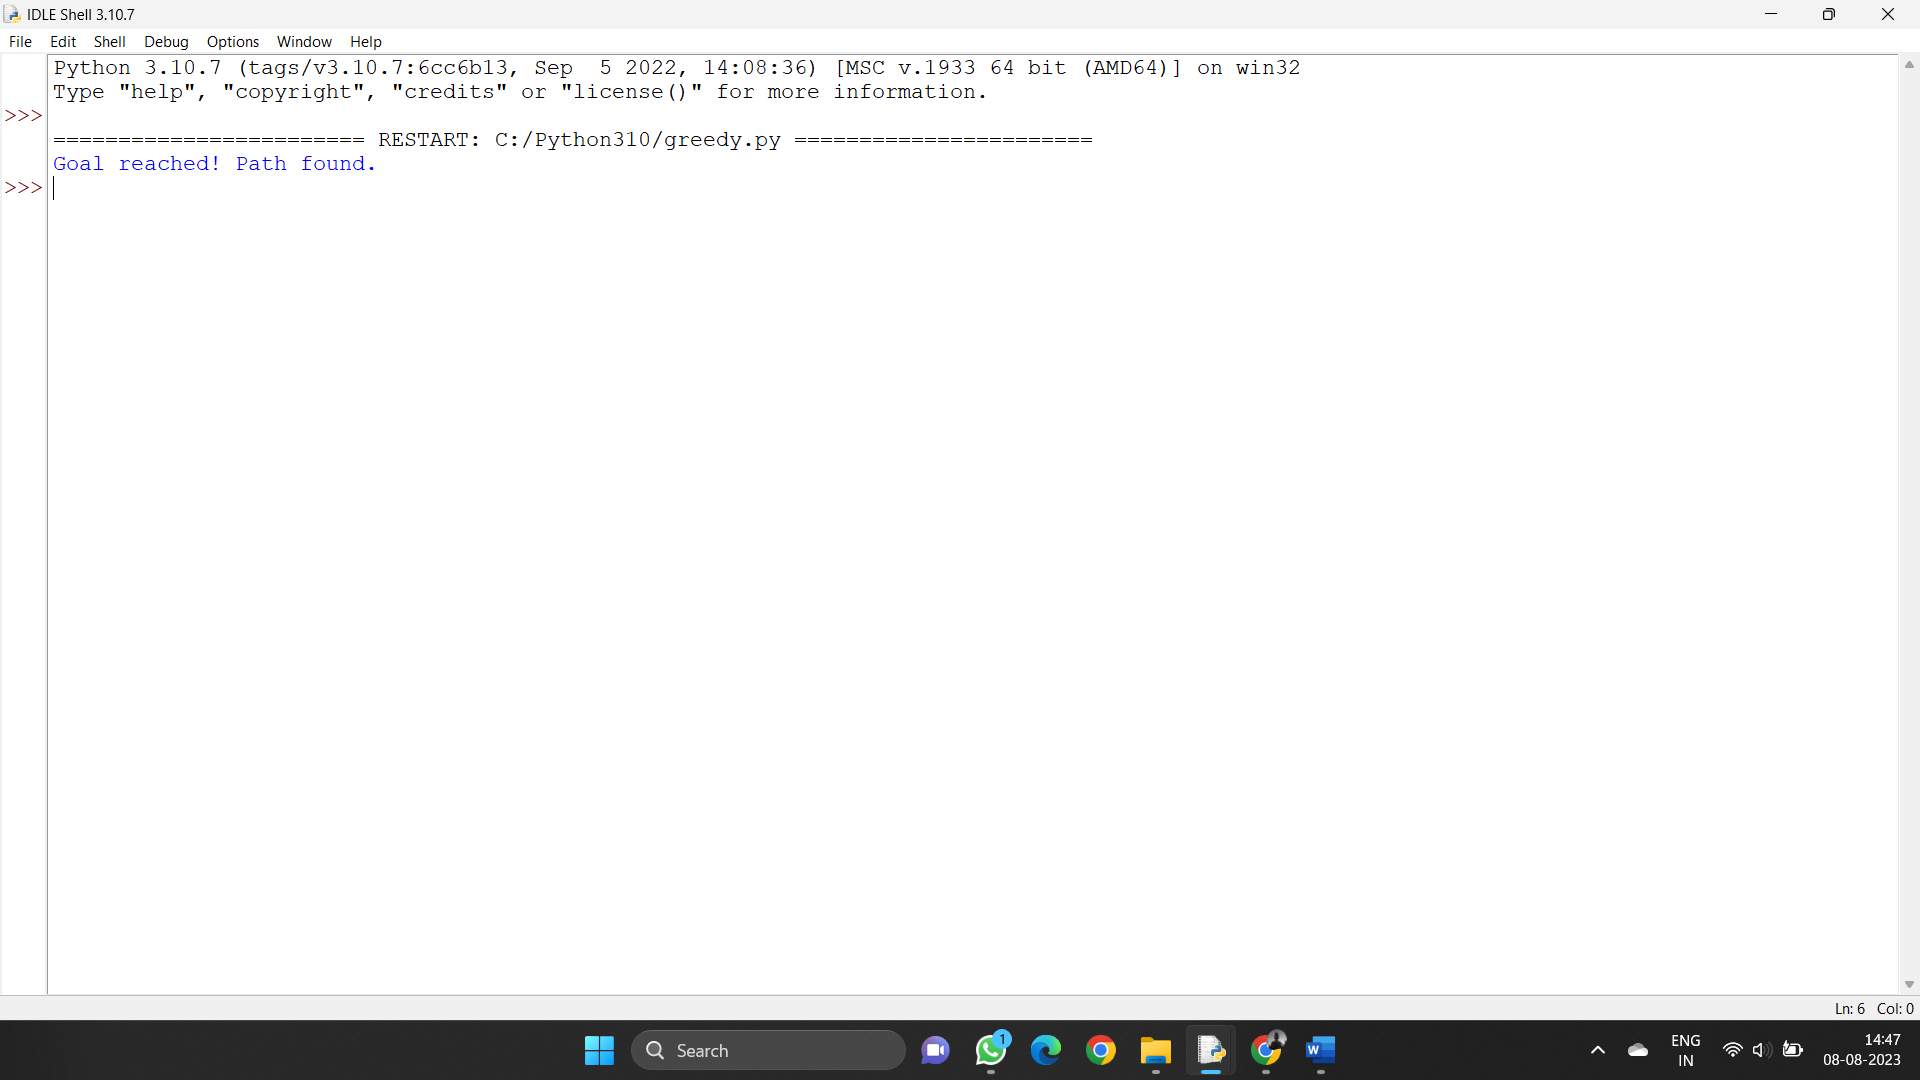 IDLE Shell 3.10.7
File Edit Shell Debug Options Window Help
Python 3.10.7 (tags/v3.10.7:6cc6b13, Sep  5 2022, 14:08:36) [MSC v.1933 64 bit (AMD64)] on win32
Type "help", "copyright", "credits" or "license()" for more information.
>>>
======================== RESTART: C:/Python310/greedy.py =======================
Goal reached! Path found.
>>>
Ln: 6 Col: 0
Search
1
W
ENG
IN
14:47
08-08-2023